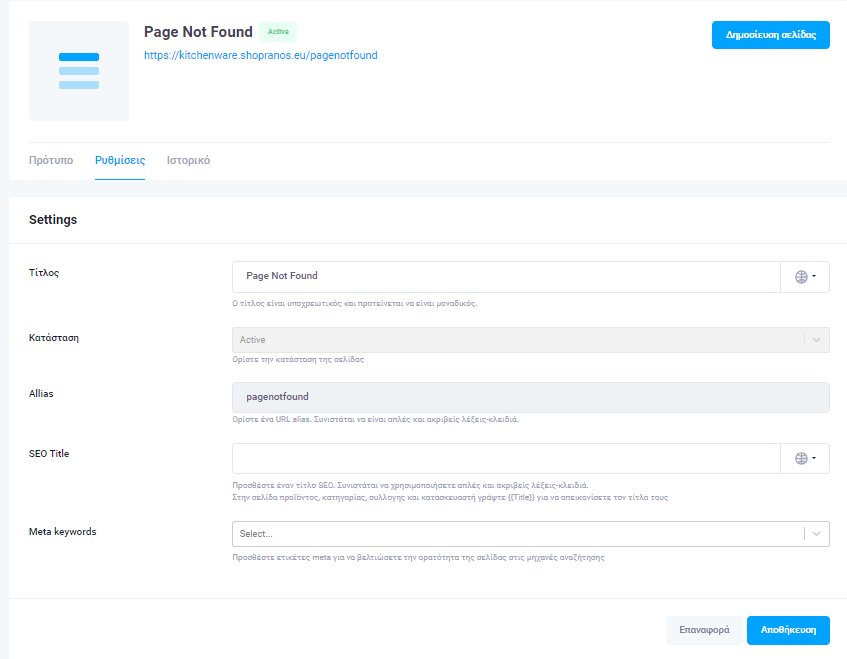 Page Not Found Active
Δημοσίευση σελίδας
https://kitchenware.shopranos.eu/pagenotfound
Πρότυπο Ρυθμίσεις Ιστορικό
Settings
Τίτλος
Page Not Found
Ο τίτλος είναι υποχρεωτικός και προτείνεται να είναι μοναδικός.
Κατάσταση
Active
Ορίστε την κατάσταση της σελίδας
Allias
pagenotfound
Ορίστε ένα URL alias. Συνιστάται να είναι απλές και ακριβείς λέξεις-κλειδιά.
SEO Title
Προσθέστε έναν τίτλο SEO. Συνιστάται να χρησιμοποιήσετε απλές και ακριβείς λέξεις-κλειδιά.
Στην σελίδα προϊόντος, κατηγορίας, συλλογης και κατασκευαστή γράψτε {{Title}} για να απεικονίσετε τον τίτλο τους
Meta keywords
Select...
Προσθέστε ετικέτες meta για να βελτιώσετε την ορατότητα της σελίδας στις μηχανές αναζήτησης
Επαναφορά Αποθήκευση